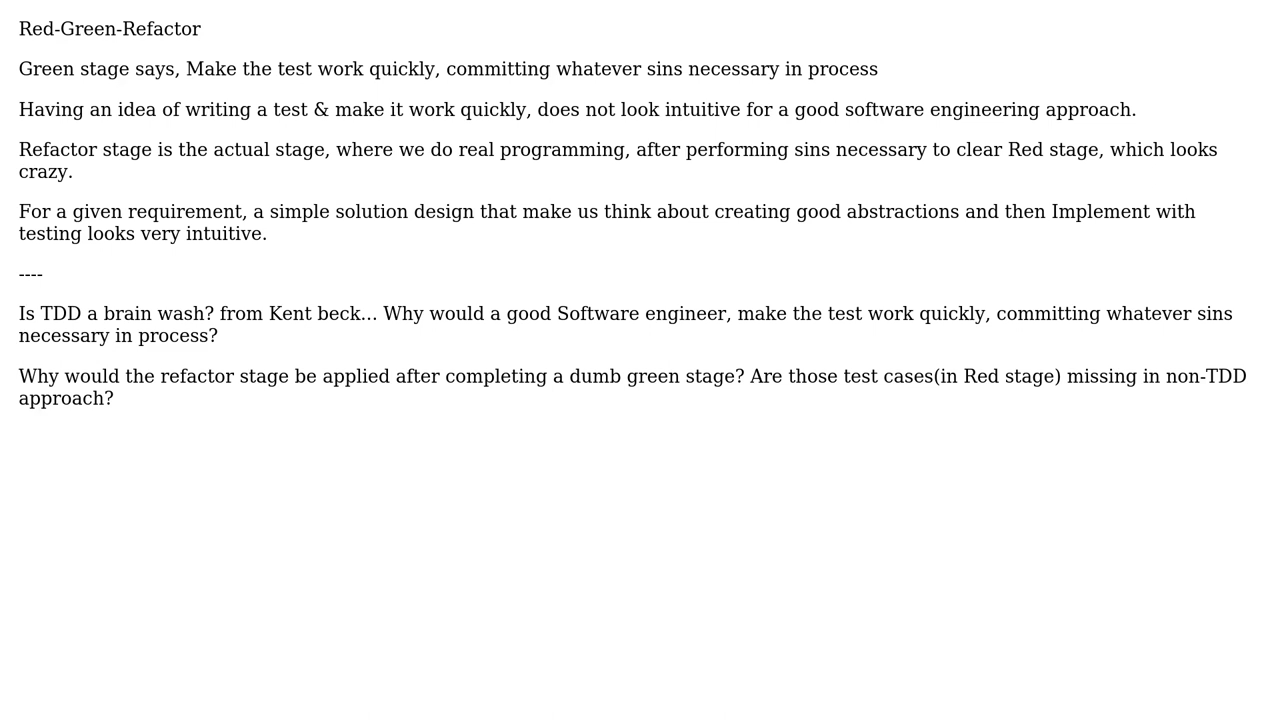 Red-Green-Refactor
Green stage says, Make the test work quickly, committing whatever sins necessary in process
Having an idea of writing a test & make it work quickly, does not look intuitive for a good software engineering approach.
Refactor stage is the actual stage, where we do real programming, after performing sins necessary to clear Red stage, which looks
crazy.
For a given requirement, a simple solution design that make us think about creating good abstractions and then Implement with
testing looks very intuitive.
----
Is TDD a brain wash? from Kent beck... Why would a good Software engineer, make the test work quickly, committing whatever sins
necessary in process?
Why would the refactor stage be applied after completing a dumb green stage? Are those test cases(in Red stage) missing in non-TDD
approach?